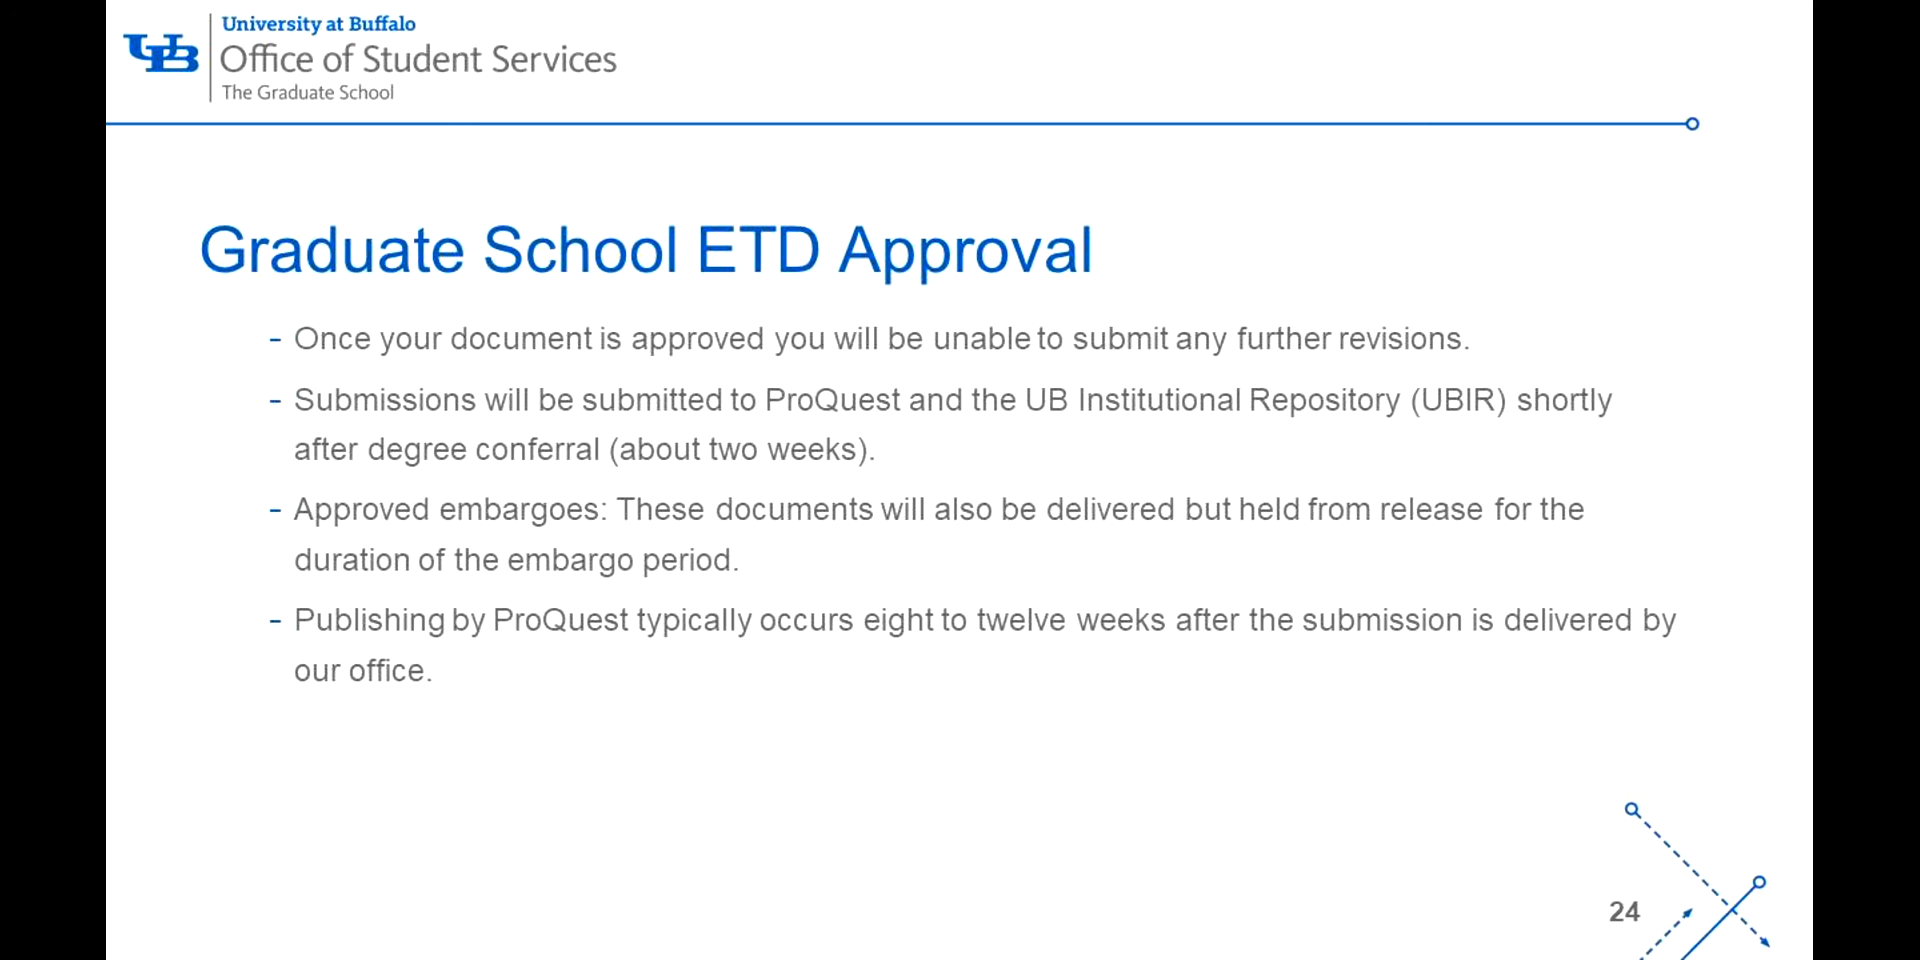 University at Buffalo
UB
Office of Student Services
The Graduate School
Graduate School ETD Approval
- Once your document is approved you will be unable to submit any further revisions.
- Submissions will be submitted to ProQuest and the UB Institutional Repository (UBIR) shortly
after degree conferral (about two weeks).
- Approved embargoes: These documents will also be delivered but held from release for the
duration of the embargo period.
- Publishing by ProQuest typically occurs eight to twelve weeks after the submission is delivered by
our office.
24